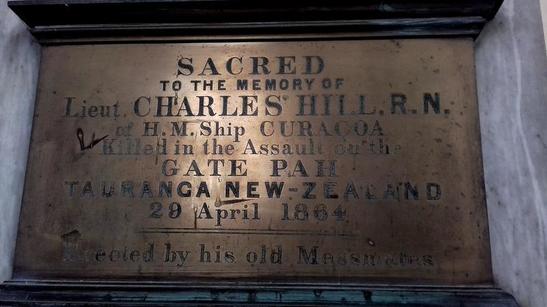 SACRED
TO THE MEMORY OF
Lieut. CHARLES HILL. R.N.
of H.M. Ship CURACOA
Killed in the Assault on the
GATE PAH
TAURANGA NEW-ZEALAND
29 April 1864
Erected by his old Messmates